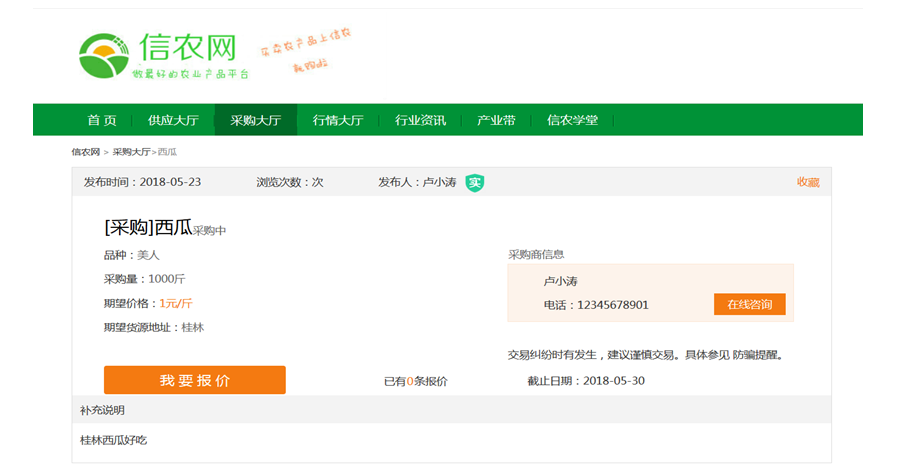 信农网
做最好的农业产品平台
买卖农产品上信农
就购啦
首 页 供应大厅 采购大厅 行情大厅 行业资讯 产业带 信农学堂
信农网 > 采购大厅>西瓜
发布时间：2018-05-23 浏览次数：次 发布人：卢小涛 实 收藏
[采购]西瓜采购中
品种：美人
采购量：1000斤
期望价格：1元/斤
期望货源地址：桂林
采购商信息
卢小涛
电话：12345678901 在线咨询
交易纠纷时有发生，建议谨慎交易。具体参见 防骗提醒。
我要报价 已有0条报价 截止日期：2018-05-30
补充说明
桂林西瓜好吃